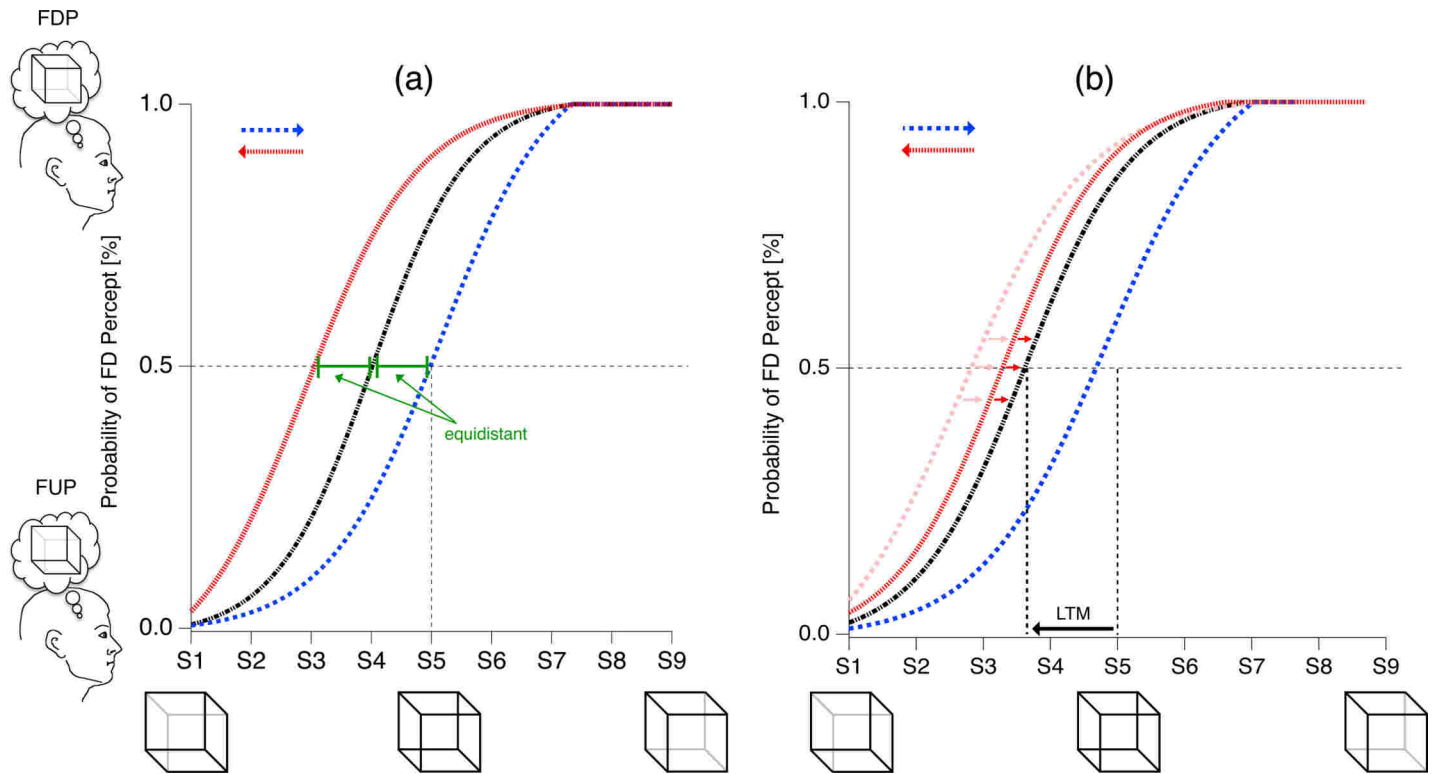 FDP
FUP
(a)
Probability of FD Percept [%]
1.0
0.5
0.0
equidistant
S1 S2 S3 S4 S5 S6 S7 S8 S9
(b)
Probability of FD Percept [%]
1.0
0.5
0.0
LTM
S1 S2 S3 S4 S5 S6 S7 S8 S9